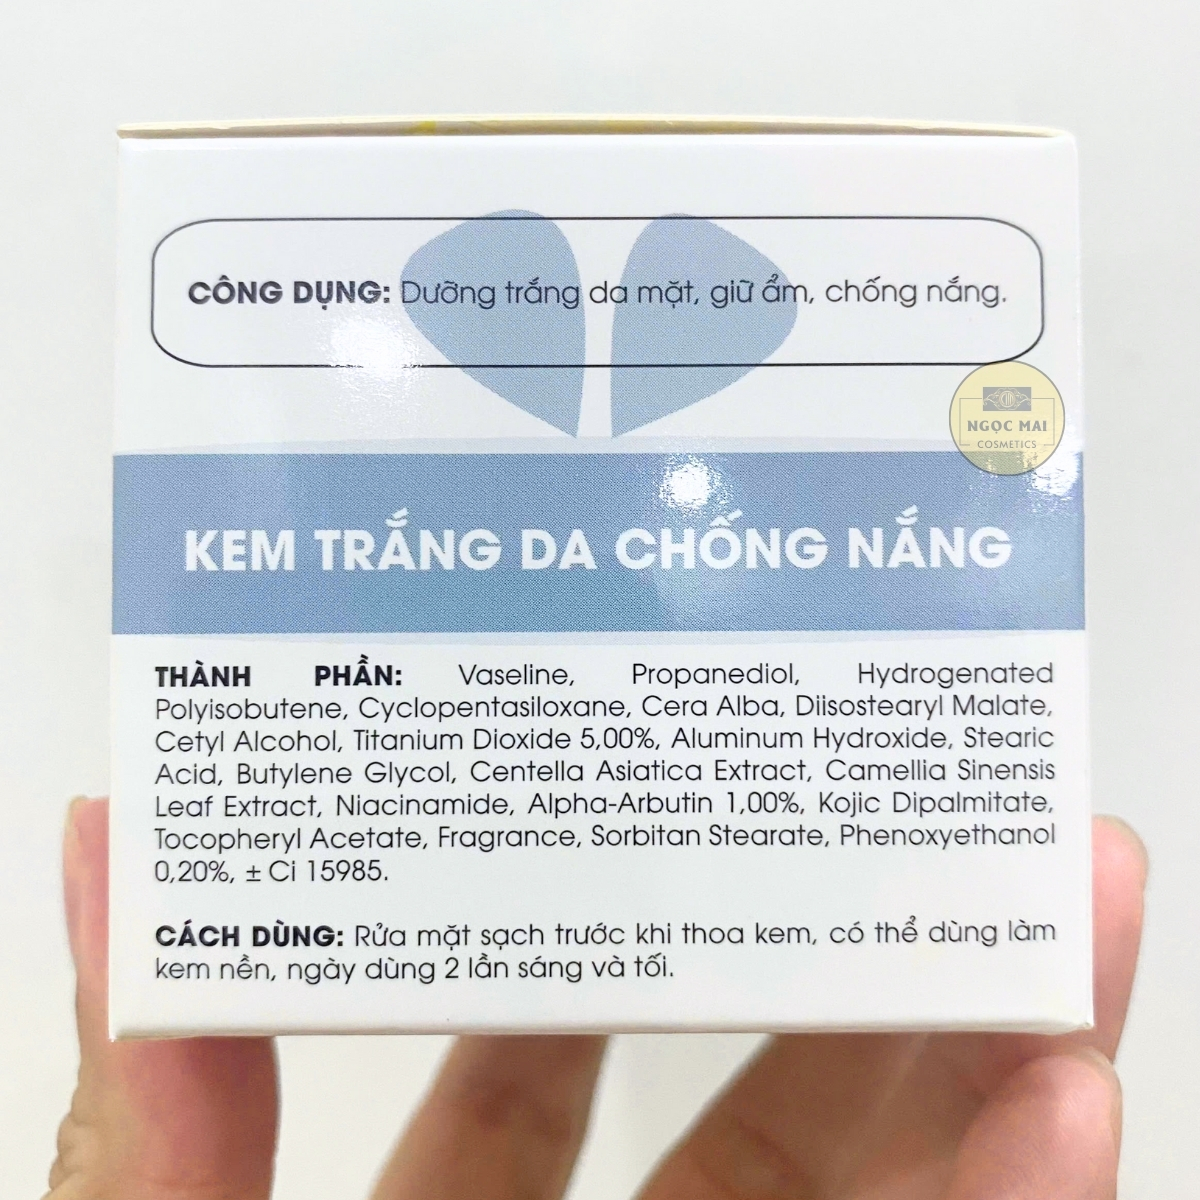 CÔNG DỤNG: Dưỡng trắng da mặt, giữ ẩm, chống nắng.
NGỌC MAI
COSMETICS
KEM TRẮNG DA CHỐNG NẮNG
THÀNH PHẦN: Vaseline, Propanediol, Hydrogenated
Polyisobutene, Cyclopentasiloxane, Cera Alba, Diisostearyl Malate,
Cetyl Alcohol, Titanium Dioxide 5,00%, Aluminum Hydroxide, Stearic
Acid, Butylene Glycol, Centella Asiatica Extract, Camellia Sinensis
Leaf Extract, Niacinamide, Alpha-Arbutin 1,00%, Kojic Dipalmitate,
Tocopheryl Acetate, Fragrance, Sorbitan Stearate, Phenoxyethanol
0,20%, ± Ci 15985.
CÁCH DÙNG: Rửa mặt sạch trước khi thoa kem, có thể dùng làm
kem nền, ngày dùng 2 lần sáng và tối.